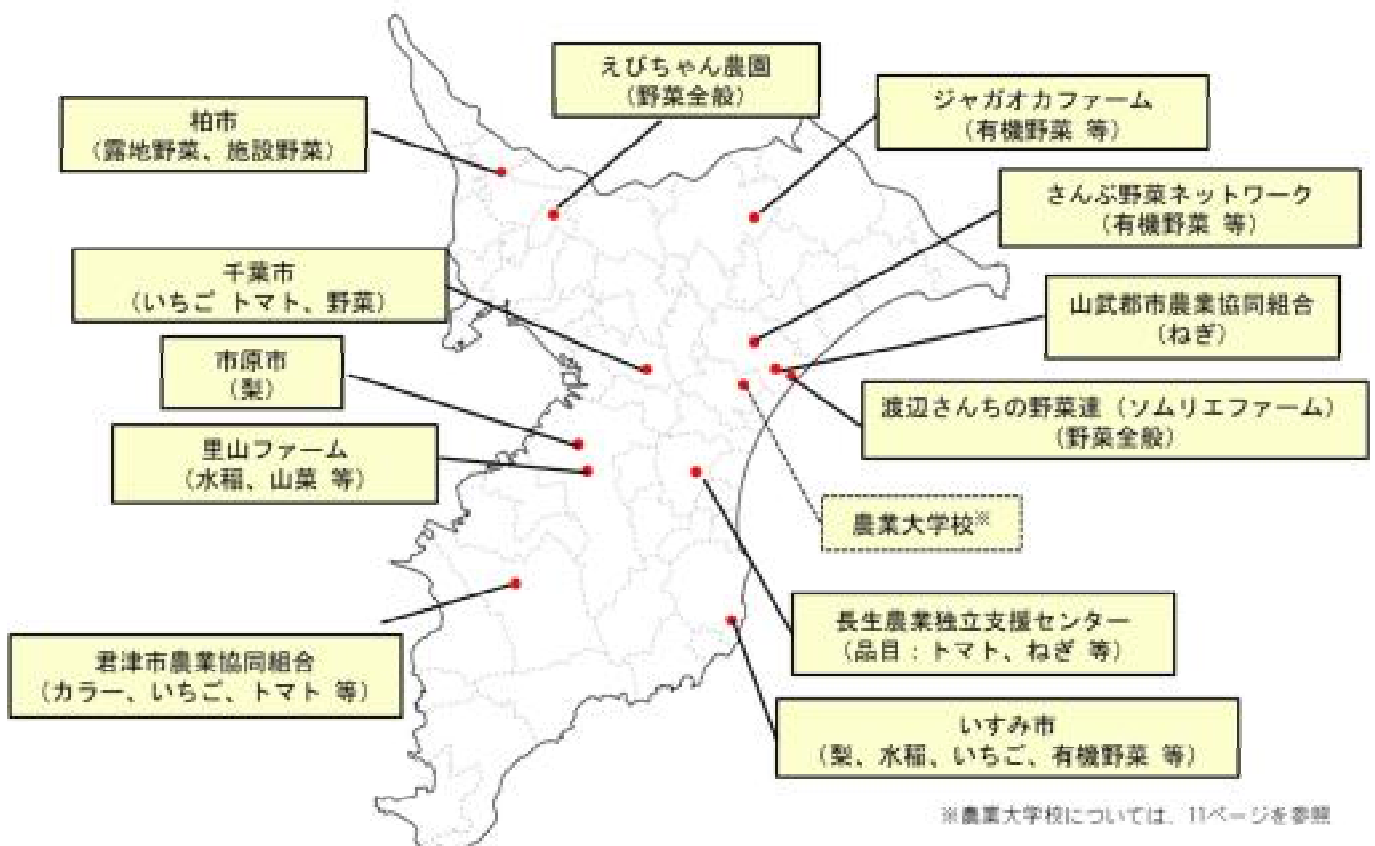 えびちゃん農園
(野菜全般)
ジャガオカファーム
(有機野菜 等)
柏市
(露地野菜、施設野菜)
さんぶ野菜ネットワーク
(有機野菜 等)
千葉市
(いちご トマト、野菜)
山武郡市農業協同組合
(ねぎ)
市原市
(梨)
渡辺さんちの野菜達(ソムリエファーム)
(野菜全般)
里山ファーム
(水稲、山菜 等)
農業大学校※
長生農業独立支援センター
(品目:トマト、ねぎ 等)
君津市農業協同組合
(カラー、いちご、トマト 等)
いすみ市
(梨、水稲、いちご、有機野菜 等)
※農業大学校については、11ページを参照